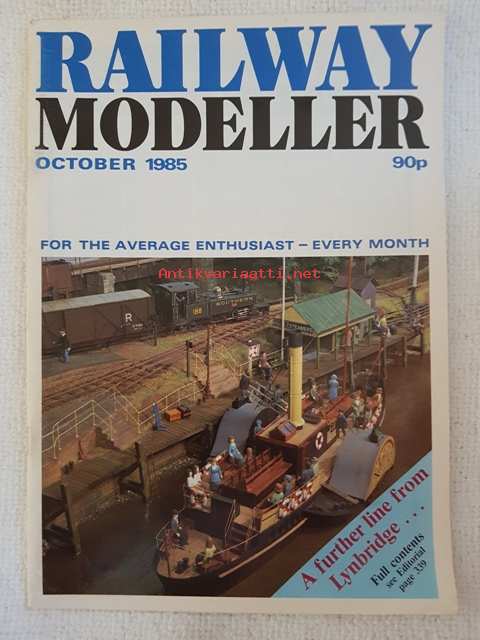 RAILWAY
MODELLER
OCTOBER 1985 90p
FOR THE AVERAGE ENTHUSIAST – EVERY MONTH
Antikvariaatti.net
SOUTHERN
R
A further line from
Lynbridge . . .
Full contents
see Editorial
page 339